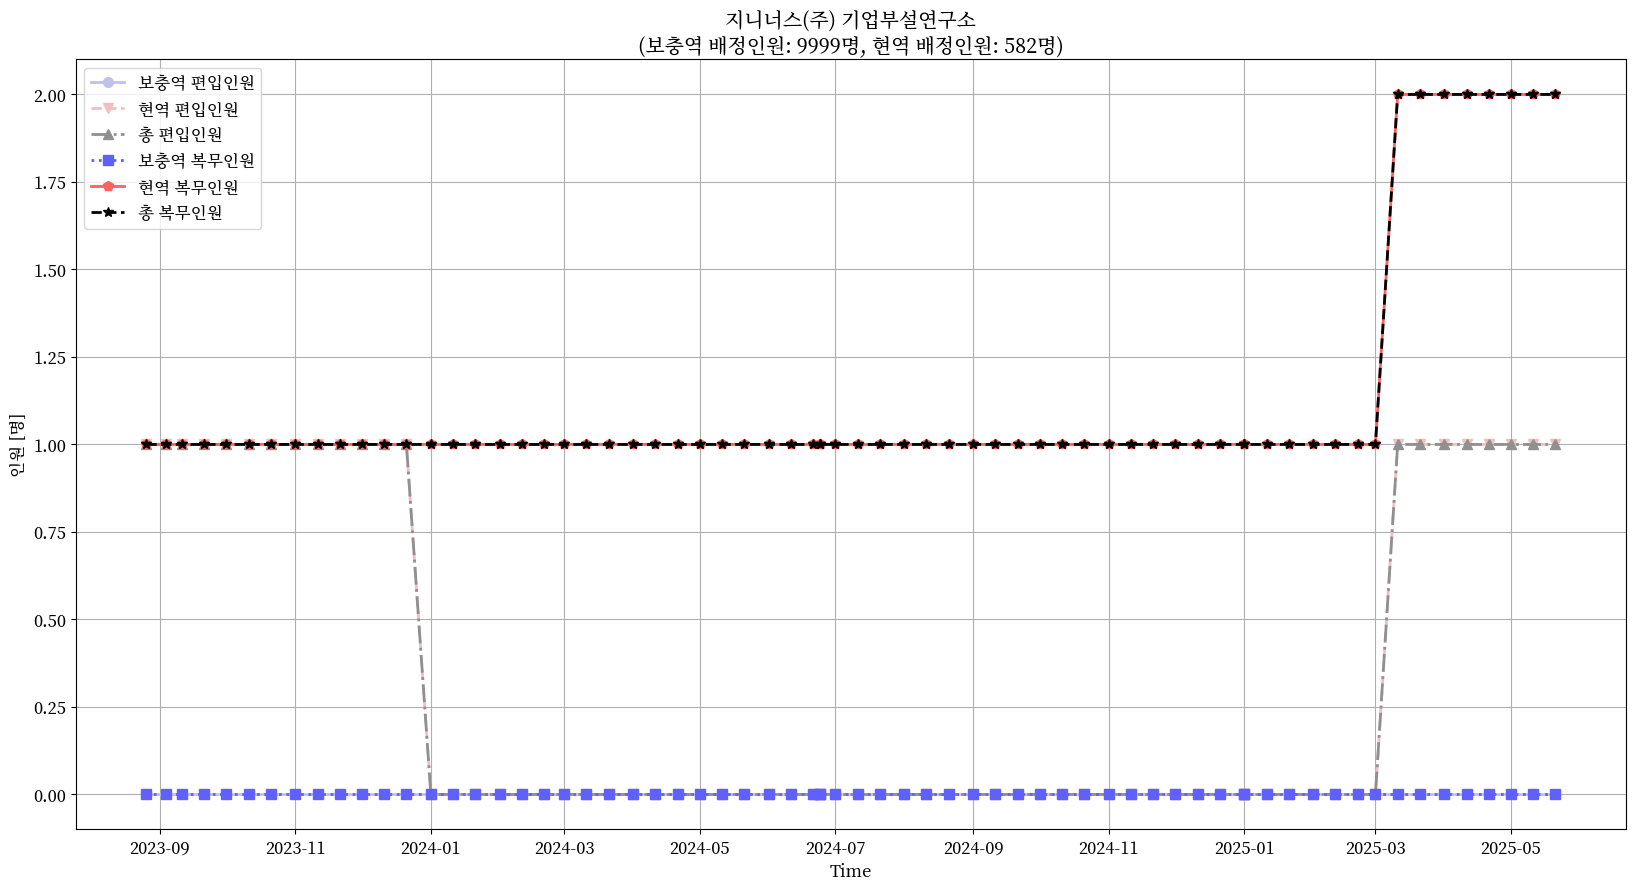 지니너스(주) 기업부설연구소
(보충역 배정인원: 9999명, 현역 배정인원: 582명)
보충역 편입인원
현역 편입인원
총 편입인원
보충역 복무인원
현역 복무인원
총 복무인원
2.00
1.75
1.50
1.25
1.00
0.75
0.50
0.25
0.00
인원 [명]
2023-09 2023-11 2024-01 2024-03 2024-05 2024-07 2024-09 2024-11 2025-01 2025-03 2025-05
Time